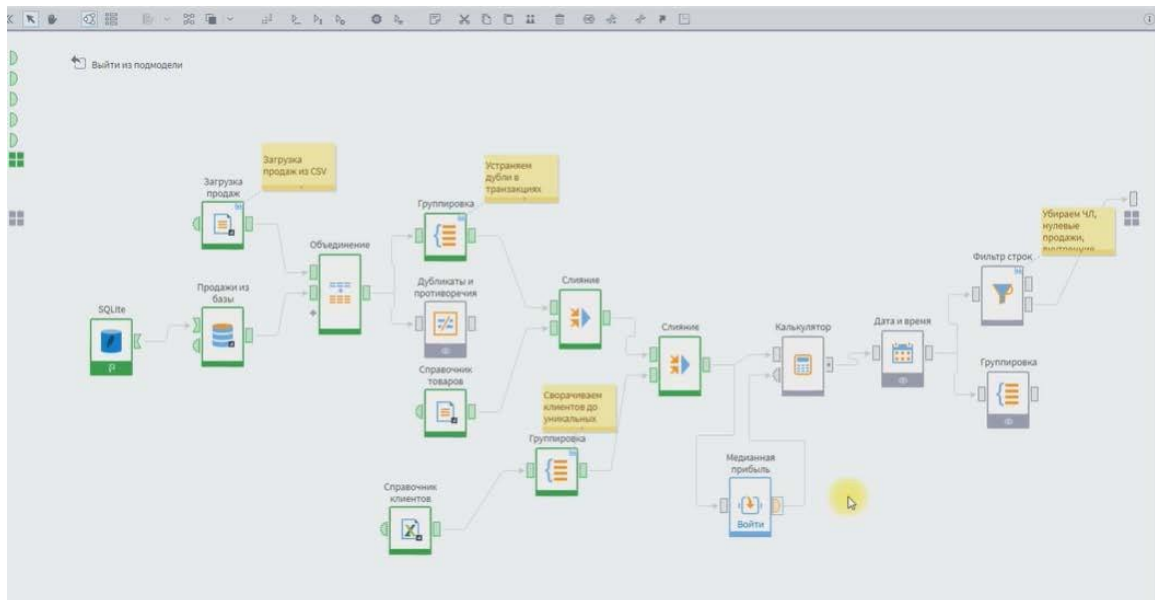 Выйти из подмодели
Загрузка
продаж из CSV
Устраняем
дубли в
транзакциях
Загрузка
продаж
Группировка
Убираем ЧЛ,
нулевые
продажи,
внутренние
Объединение
Фильтр строк
Дубликаты и
противоречия
Слияние
Продажи из
базы
SQLite
Слияние
Калькулятор
Дата и время
Группировка
Справочник
товаров
Сворачиваем
клиентов до
уникальных
Группировка
Медианная
прибыль
Войти
Справочник
клиентов